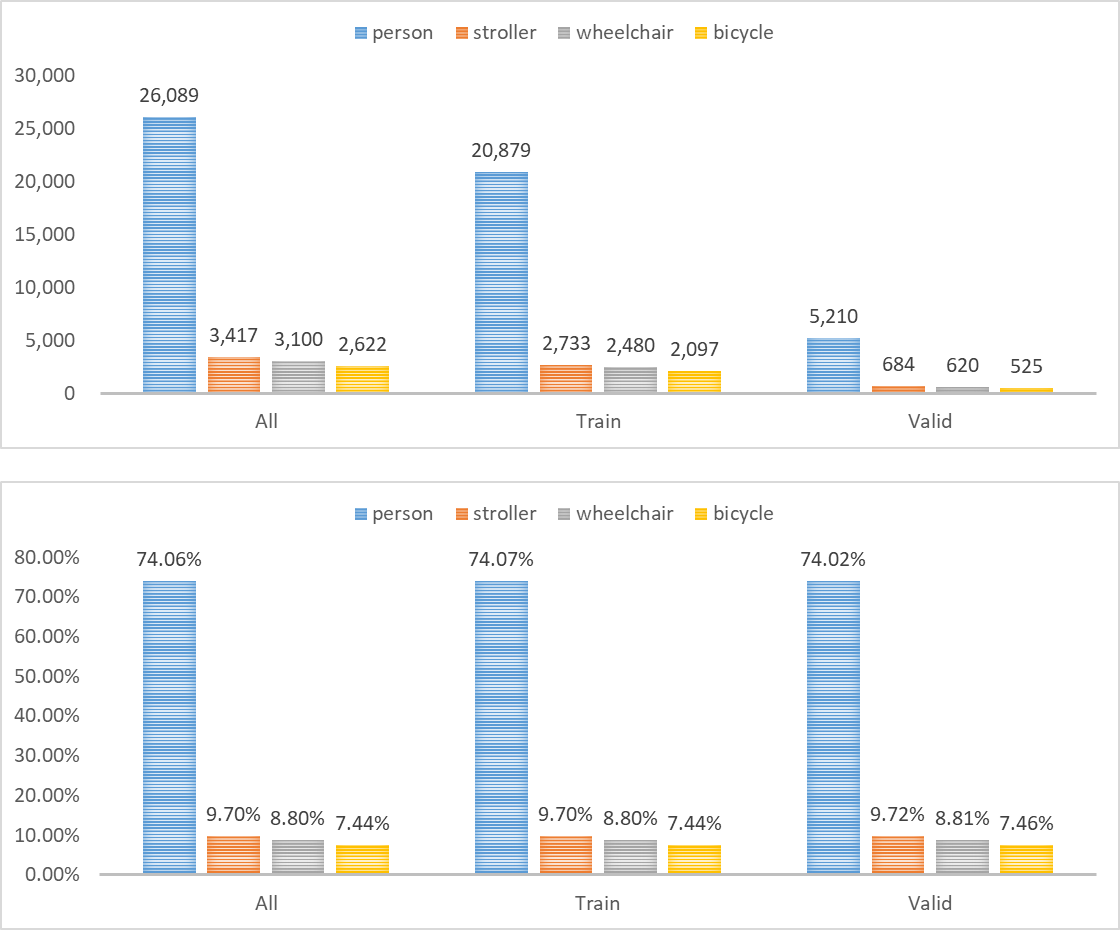 person stroller wheelchair bicycle
30,000
26,089
25,000
20,879
20,000
15,000
10,000
5,210
5,000
3,417 3,100 2,622 2,733 2,480 2,097 684 620 525
0
All Train Valid
person stroller wheelchair bicycle
80.00% 74.06% 74.07% 74.02%
70.00%
60.00%
50.00%
40.00%
30.00%
20.00%
9.70% 8.80% 7.44% 9.70% 8.80% 7.44% 9.72% 8.81% 7.46%
10.00%
0.00%
All Train Valid